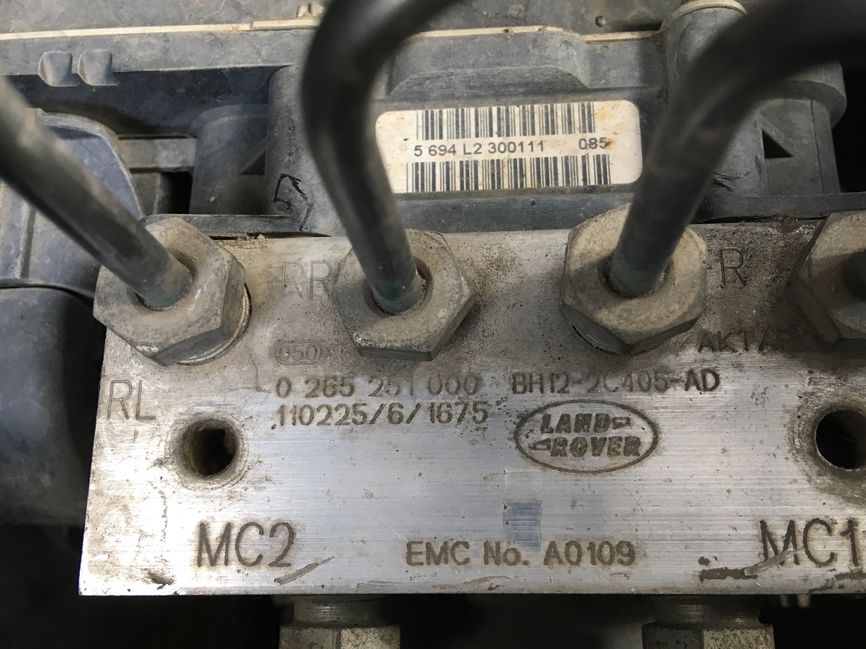 5 694 L2 300111 085
RR
R
AKT
0 265 251 000 BH12-2C405-AD
RL
110225/6/1675
LAND
ROVER
MC2
EMC No. A0109
MC1